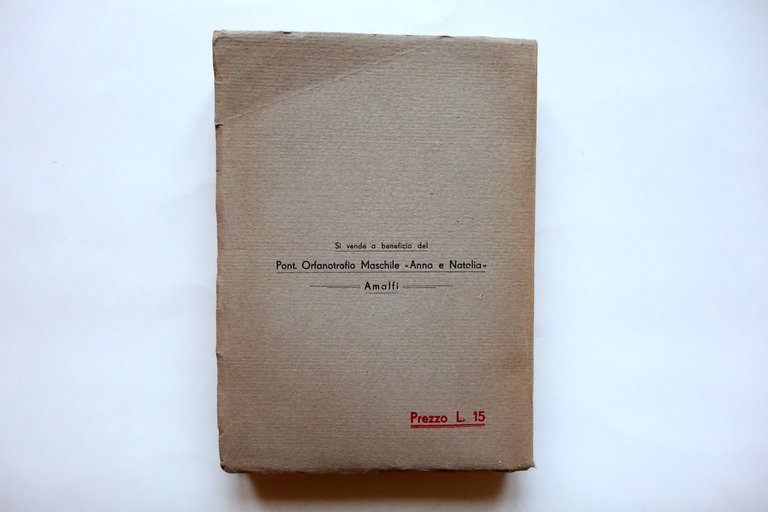 Si vende a beneficio del
Pont. Orfanotrofio Maschile «Anna e Natalia»
Amalfi
Prezzo L. 15